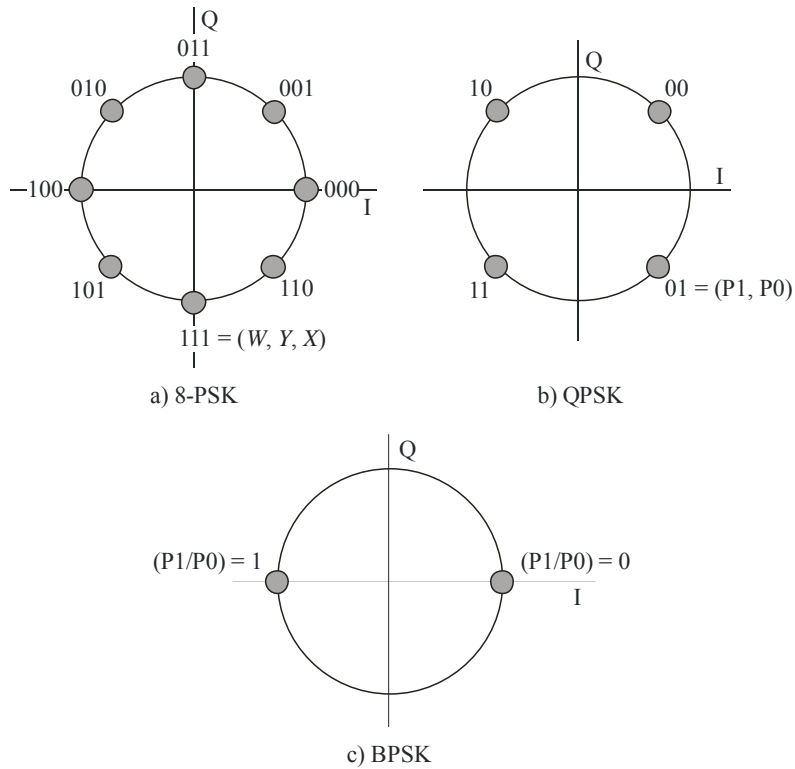 Q
011
010
001
100
000
I
101
110
111 = (W, Y, X)
a) 8-PSK
Q
10
00
I
11
01 = (P1, P0)
b) QPSK
Q
(P1/P0) = 1
(P1/P0) = 0
I
c) BPSK